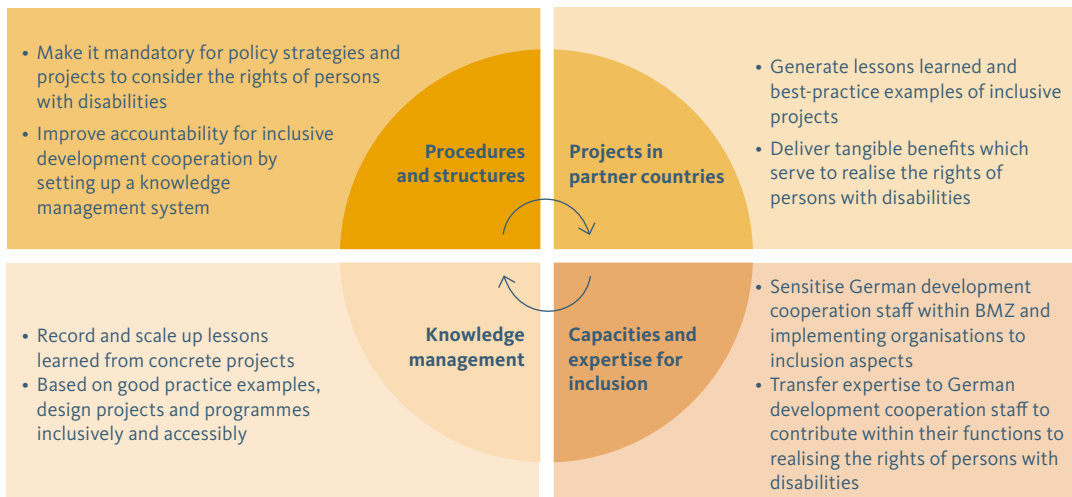 • Make it mandatory for policy strategies and
projects to consider the rights of persons
with disabilities
• Improve accountability for inclusive
development cooperation by
setting up a knowledge
management system
Procedures
and structures
Projects in
partner countries
• Generate lessons learned and
best-practice examples of inclusive
projects
• Deliver tangible benefits which
serve to realise the rights of
persons with disabilities
• Record and scale up lessons
learned from concrete projects
• Based on good practice examples,
design projects and programmes
inclusively and accessibly
Knowledge
management
Capacities and
expertise for
inclusion
• Sensitise German development
cooperation staff within BMZ and
implementing organisations to
inclusion aspects
• Transfer expertise to German
development cooperation staff to
contribute within their functions to
realising the rights of persons with
disabilities